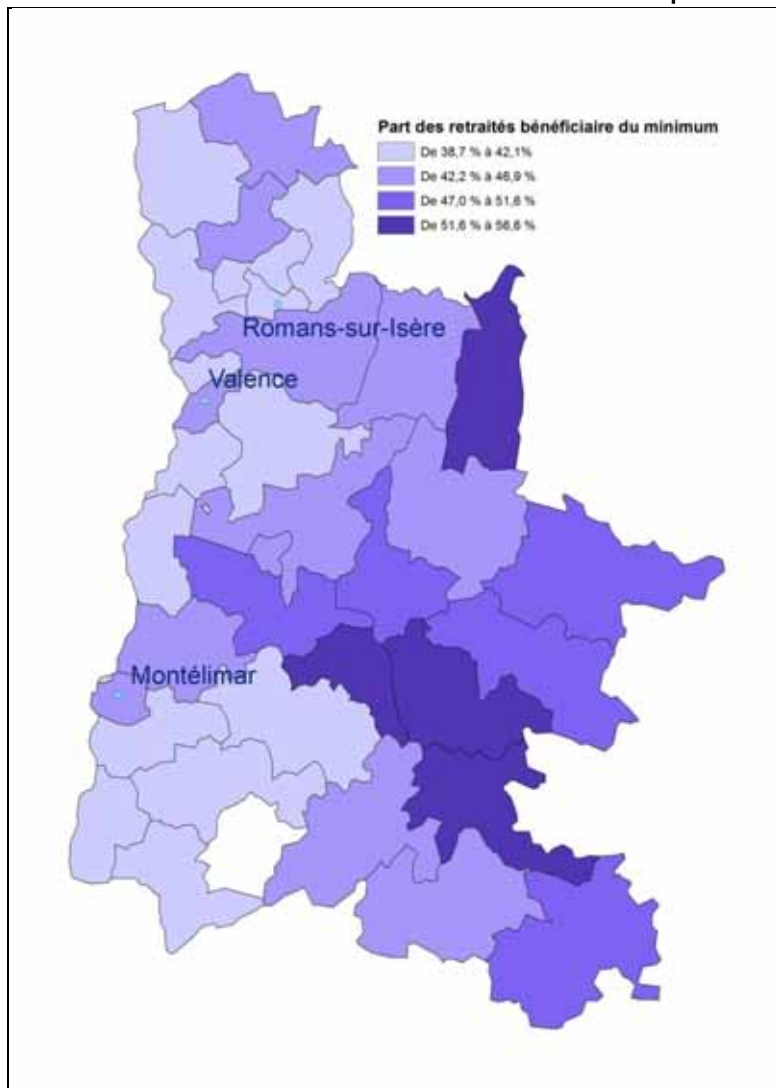 Part des retraités bénéficiaire du minimum
De 38,7 % à 42,1%
De 42,2 % à 46,9 %
De 47,0 % à 51,6 %
De 51,6 % à 56,6 %
Romans-sur-Isère
Valence
Montélimar